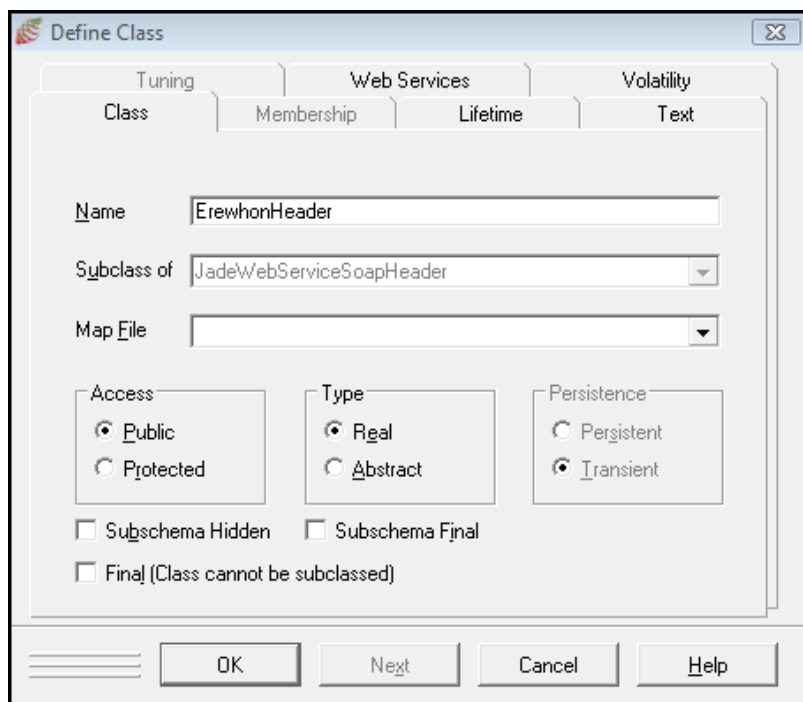 Define Class
Tuning Web Services Volatility
Class Membership Lifetime Text
Name ErewhonHeader
Subclass of JadeWebServiceSoapHeader
Map File
Access Type Persistence
Public Real Persistent
Protected Abstract Transient
Subschema Hidden Subschema Final
Final (Class cannot be subclassed)
OK Next Cancel Help